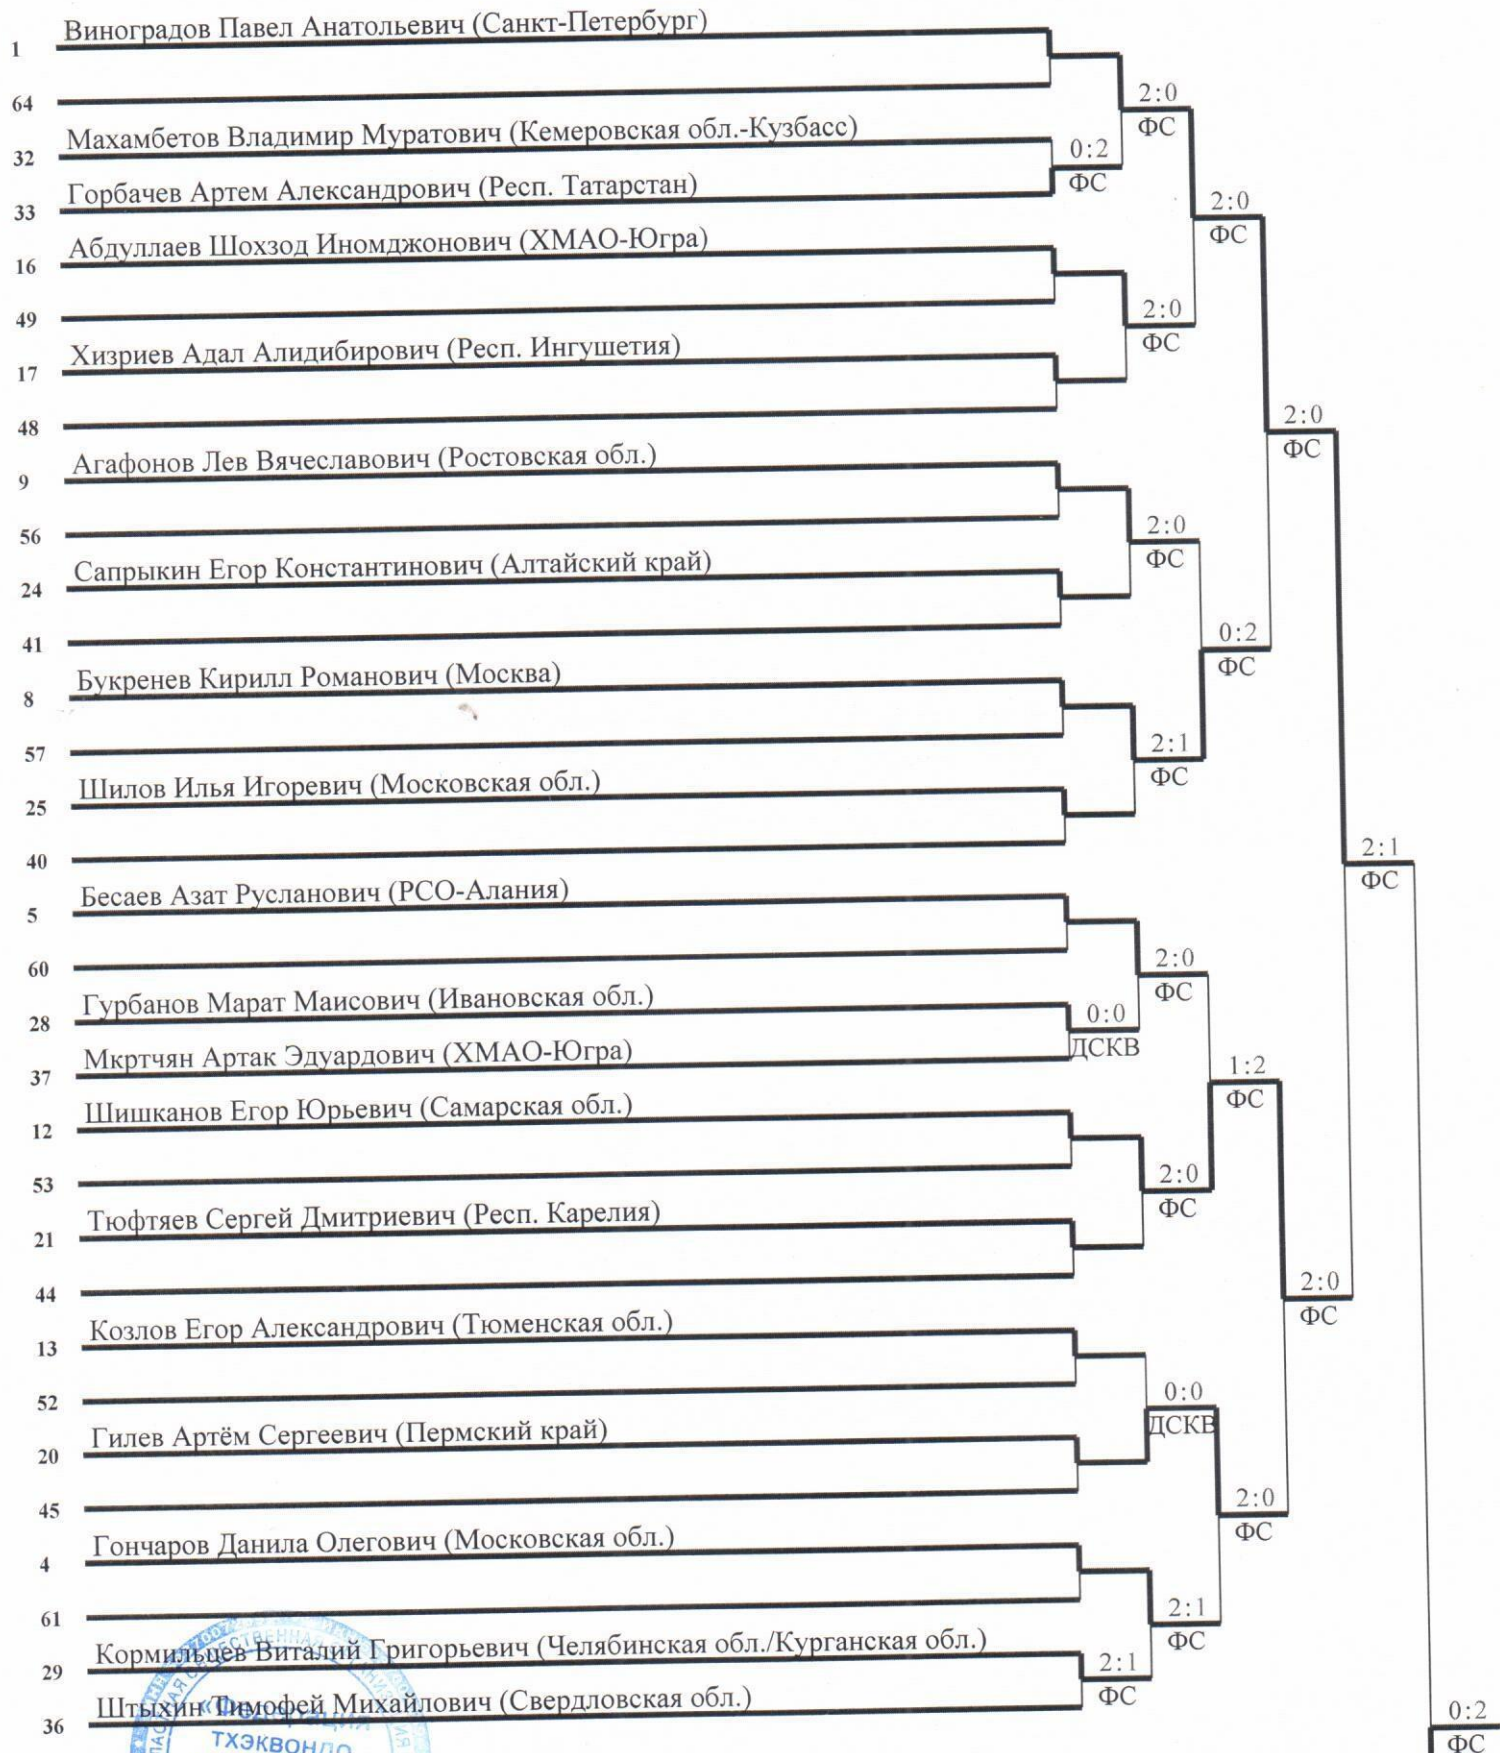 Виноградов Павел Анатольевич (Санкт-Петербург)
1
64
2:0
ФС
Махамбетов Владимир Муратович (Кемеровская обл.-Кузбасс)
32
0:2
ФС
Горбачев Артем Александрович (Респ. Татарстан)
33
2:0
ФС
Абдуллаев Шохзод Иномджонович (ХМАО-Югра)
16
49
2:0
ФС
Хизриев Адал Алидибирович (Респ. Ингушетия)
17
48
2:0
ФС
Агафонов Лев Вячеславович (Ростовская обл.)
9
56
2:0
ФС
Сапрыкин Егор Константинович (Алтайский край)
24
41
0:2
ФС
Букренев Кирилл Романович (Москва)
8
57
2:1
ФС
Шилов Илья Игоревич (Московская обл.)
25
40
2:1
ФС
Бесаев Азат Русланович (РСО-Алания)
5
60
2:0
ФС
Гурбанов Марат Маисович (Ивановская обл.)
28
0:0
ДСКВ
Мкртчян Артак Эдуардович (ХМАО-Югра)
37
1:2
ФС
Шишканов Егор Юрьевич (Самарская обл.)
12
53
2:0
ФС
Тюфтяев Сергей Дмитриевич (Респ. Карелия)
21
44
2:0
ФС
Козлов Егор Александрович (Тюменская обл.)
13
52
0:0
ДСКВ
Гилев Артём Сергеевич (Пермский край)
20
45
2:0
ФС
Гончаров Данила Олегович (Московская обл.)
4
61
2:1
ФС
Кормильцев Виталий Григорьевич (Челябинская обл./Курганская обл.)
29
2:1
ФС
Штыхин Тимофей Михайлович (Свердловская обл.)
36
0:2
ФС
«Федерация
ТХЭКВОНДО